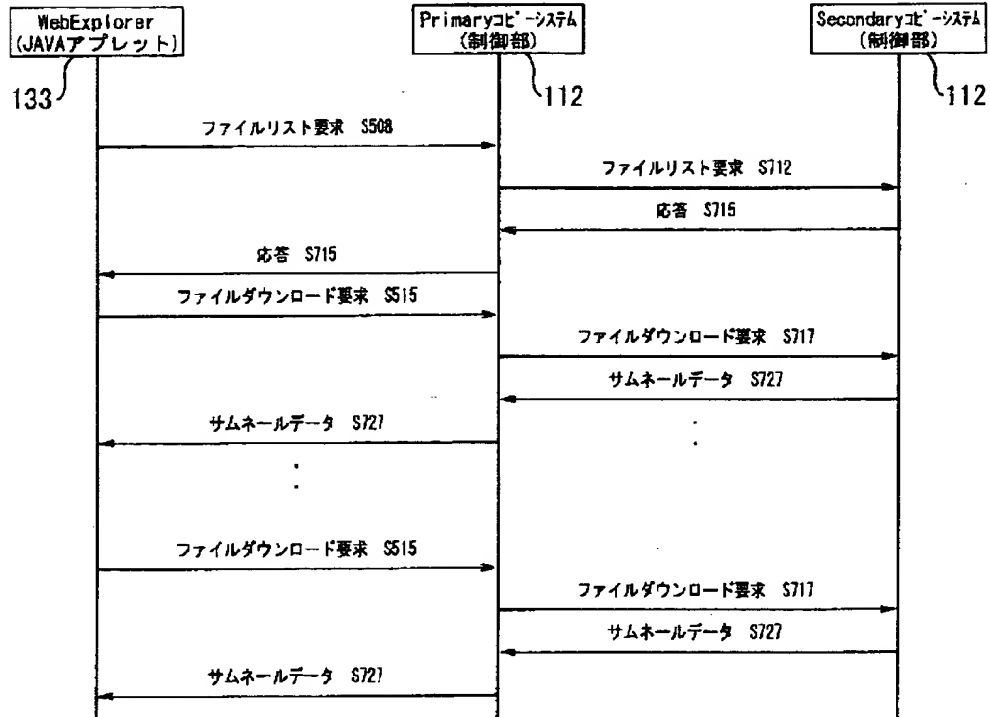 WebExplorer
(JAVAアプレット)
Primaryコピーシステム
(制御部)
Secondaryコピーシステム
(制御部)
133
112
112
ファイルリスト要求 S508
ファイルリスト要求 S712
応答 S715
応答 S715
ファイルダウンロード要求 S515
ファイルダウンロード要求 S717
サムネールデータ S727
サムネールデータ S727
ファイルダウンロード要求 S515
ファイルダウンロード要求 S717
サムネールデータ S727
サムネールデータ S727